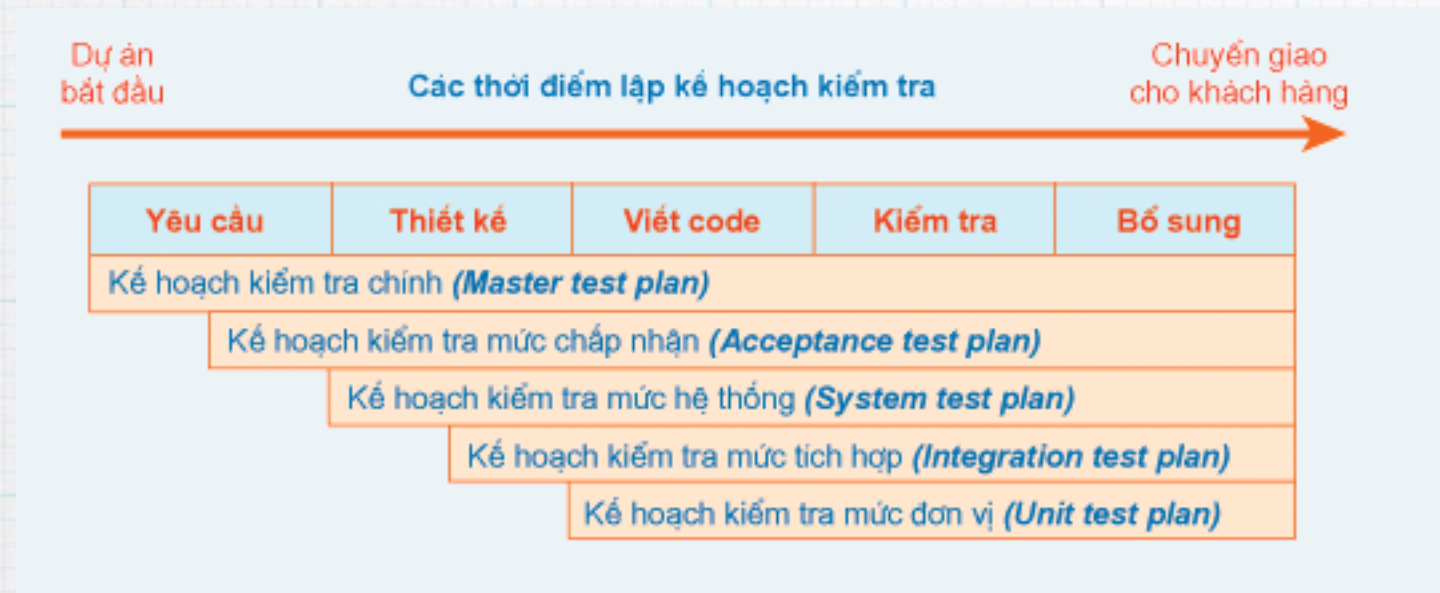 Dự án
bắt đầu
Các thời điểm lập kế hoạch kiểm tra
Chuyển giao
cho khách hàng
Yêu cầu
Thiết kế
Viết code
Kiểm tra
Bổ sung
Kế hoạch kiểm tra chính (Master test plan)
Kế hoạch kiểm tra mức chấp nhận (Acceptance test plan)
Kế hoạch kiểm tra mức hệ thống (System test plan)
Kế hoạch kiểm tra mức tích hợp (Integration test plan)
Kế hoạch kiểm tra mức đơn vị (Unit test plan)